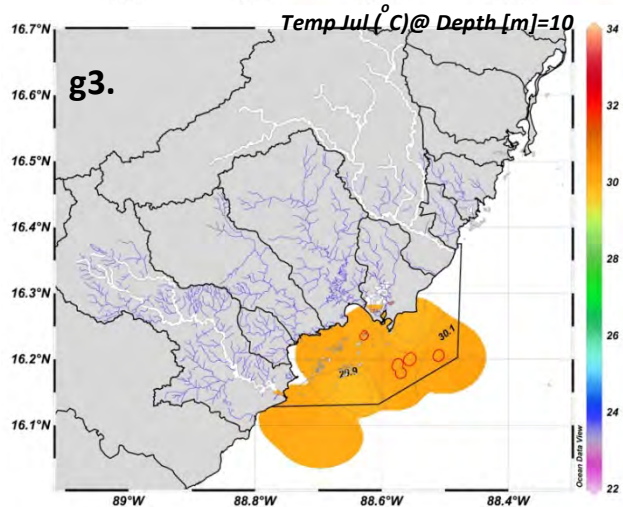 Temp Jul (°C)@ Depth [m]=10
g3.
16.7°N
16.6°N
16.5°N
16.4°N
16.3°N
16.2°N
16.1°N
89°W
88.8°W
88.6°W
88.4°W
29.9
30.1
34
32
30
28
26
24
22
Ocean Data View